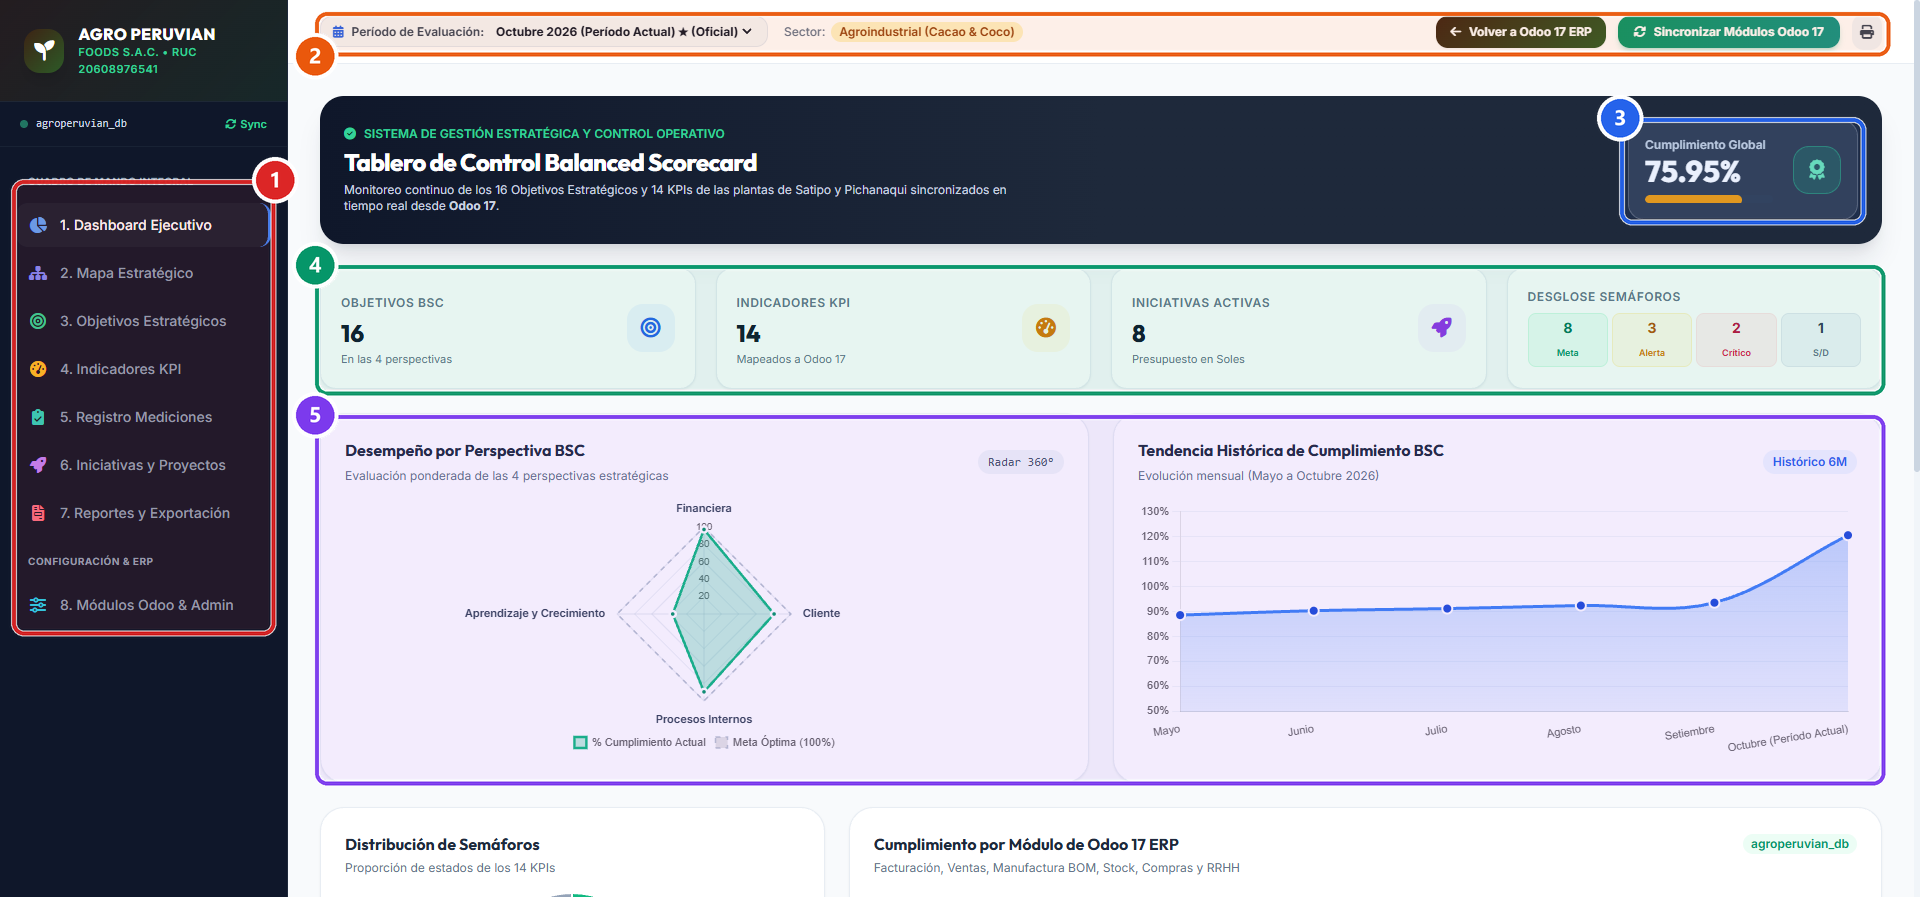 AGRO PERUVIAN
FOODS S.A.C. • RUC
20608976541
agroperuvian_db
Sync
CUADRO DE MANDO INTEGRAL
1
1. Dashboard Ejecutivo
2. Mapa Estratégico
3. Objetivos Estratégicos
4. Indicadores KPI
5. Registro Mediciones
6. Iniciativas y Proyectos
7. Reportes y Exportación
CONFIGURACIÓN & ERP
8. Módulos Odoo & Admin
2
Período de Evaluación: Octubre 2026 (Período Actual) ★ (Oficial)
Sector: Agroindustrial (Cacao & Coco)
Volver a Odoo 17 ERP
Sincronizar Módulos Odoo 17
SISTEMA DE GESTIÓN ESTRATÉGICA Y CONTROL OPERATIVO
Tablero de Control Balanced Scorecard
Monitoreo continuo de los 16 Objetivos Estratégicos y 14 KPIs de las plantas de Satipo y Pichanaqui sincronizados en
tiempo real desde Odoo 17.
3
Cumplimiento Global
75.95%
4
OBJETIVOS BSC
16
En las 4 perspectivas
INDICADORES KPI
14
Mapeados a Odoo 17
INICIATIVAS ACTIVAS
8
Presupuesto en Soles
DESGLOSE SEMÁFOROS
8
Meta
3
Alerta
2
Crítico
1
S/D
5
Desempeño por Perspectiva BSC
Evaluación ponderada de las 4 perspectivas estratégicas
Radar 360°
Financiera
100
80
60
40
20
Aprendizaje y Crecimiento
Cliente
Procesos Internos
% Cumplimiento Actual
Meta Óptima (100%)
Tendencia Histórica de Cumplimiento BSC
Evolución mensual (Mayo a Octubre 2026)
Histórico 6M
130%
120%
110%
100%
90%
80%
70%
60%
50%
Mayo
Junio
Julio
Agosto
Setiembre
Octubre (Período Actual)
Distribución de Semáforos
Proporción de estados de los 14 KPIs
Cumplimiento por Módulo de Odoo 17 ERP
Facturación, Ventas, Manufactura BOM, Stock, Compras y RRHH
agroperuvian_db